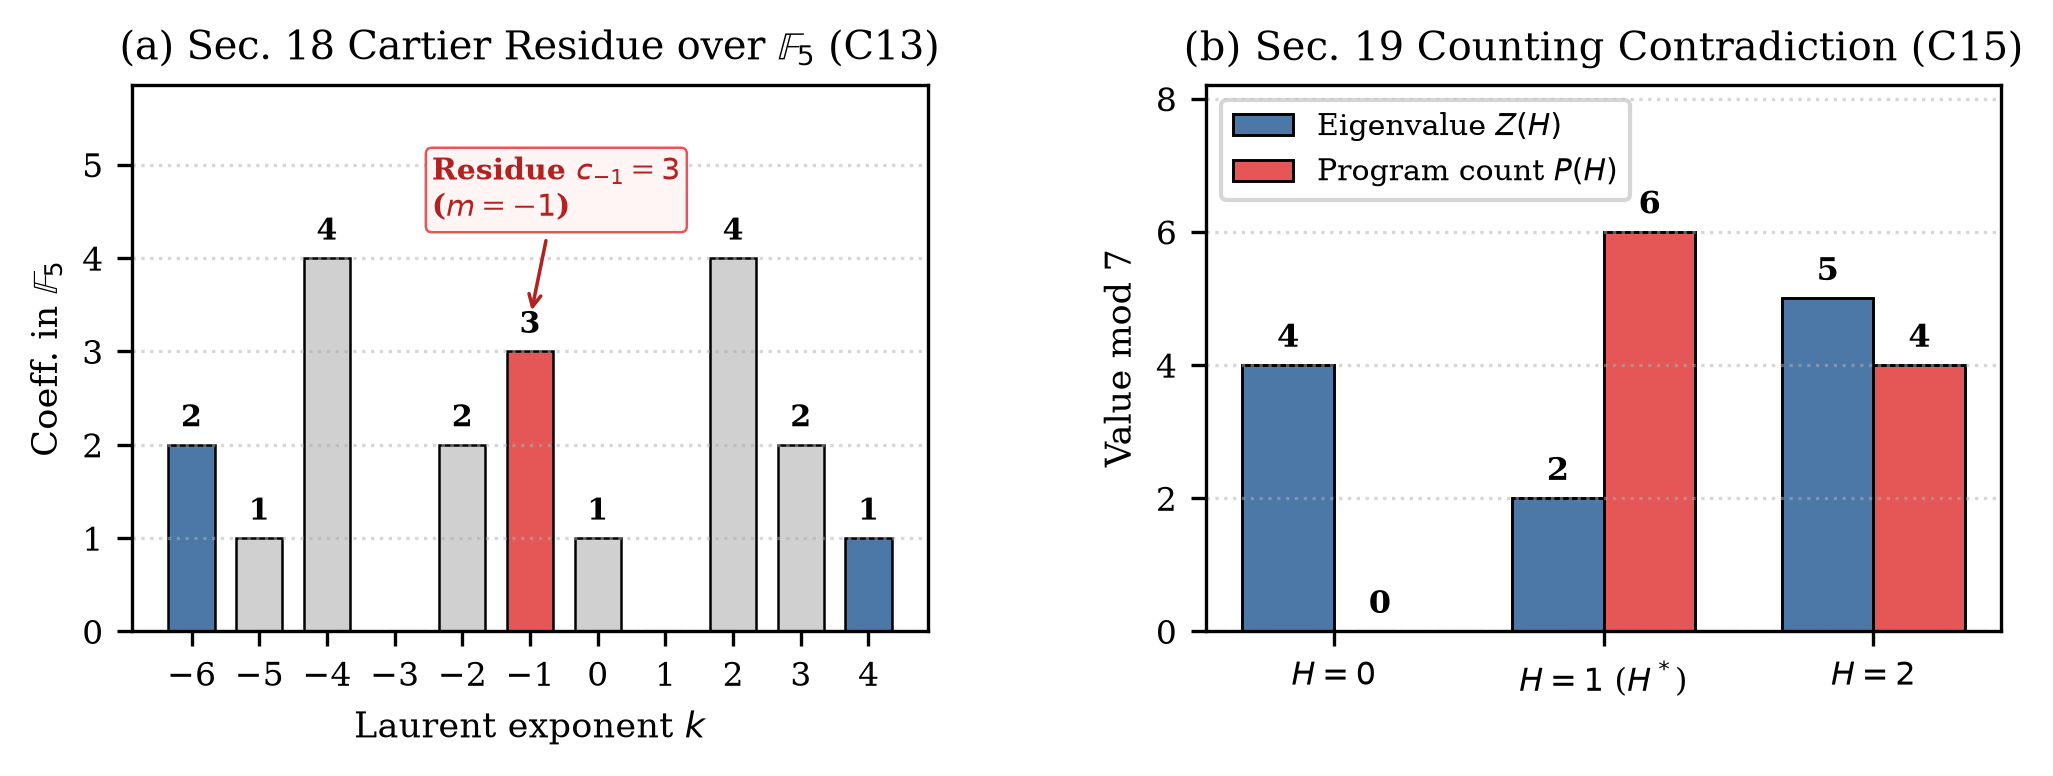 (a) Sec. 18 Cartier Residue over 𝔽₅ (C13)
Coeff. in 𝔽₅
5
4
3
2
1
0
Residue c₋₁ = 3
(m = −1)
2
1
4
2
3
1
4
2
1
−6 −5 −4 −3 −2 −1 0 1 2 3 4
Laurent exponent k
(b) Sec. 19 Counting Contradiction (C15)
Value mod 7
8
6
4
2
0
Eigenvalue Z(H)
Program count P(H)
4
0
2
6
5
4
H = 0 H = 1 (H*) H = 2